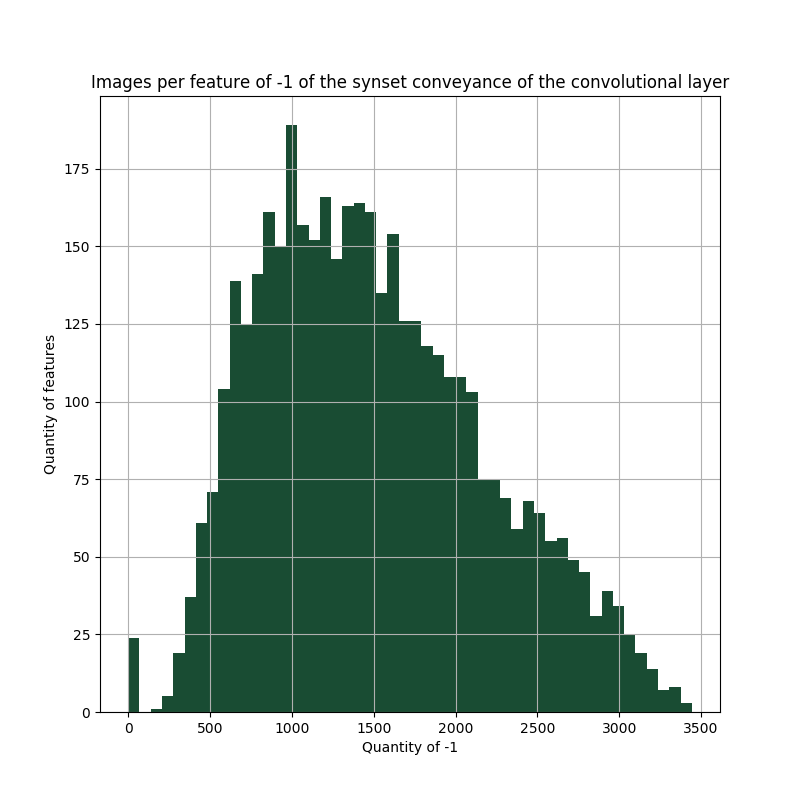 Images per feature of -1 of the synset conveyance of the convolutional layer
175
150
125
100
75
50
25
0
Quantity of features
0 500 1000 1500 2000 2500 3000 3500
Quantity of -1